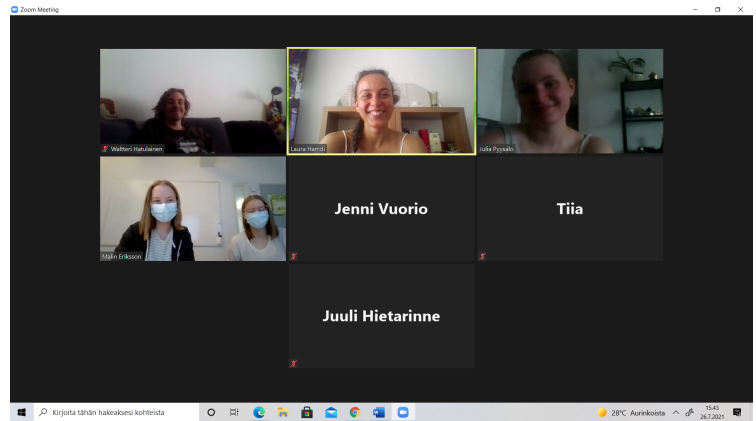 Zoom Meeting
Waltteri Hatulainen
Laura Hamdi
Julia Pyysalo
Malin Eriksson
Jenni Vuorio
Tiia
Juuli Hietarinne
Kirjoita tähän hakeaksesi kohteista
28°C Aurinkoista
15.43
26.7.2021